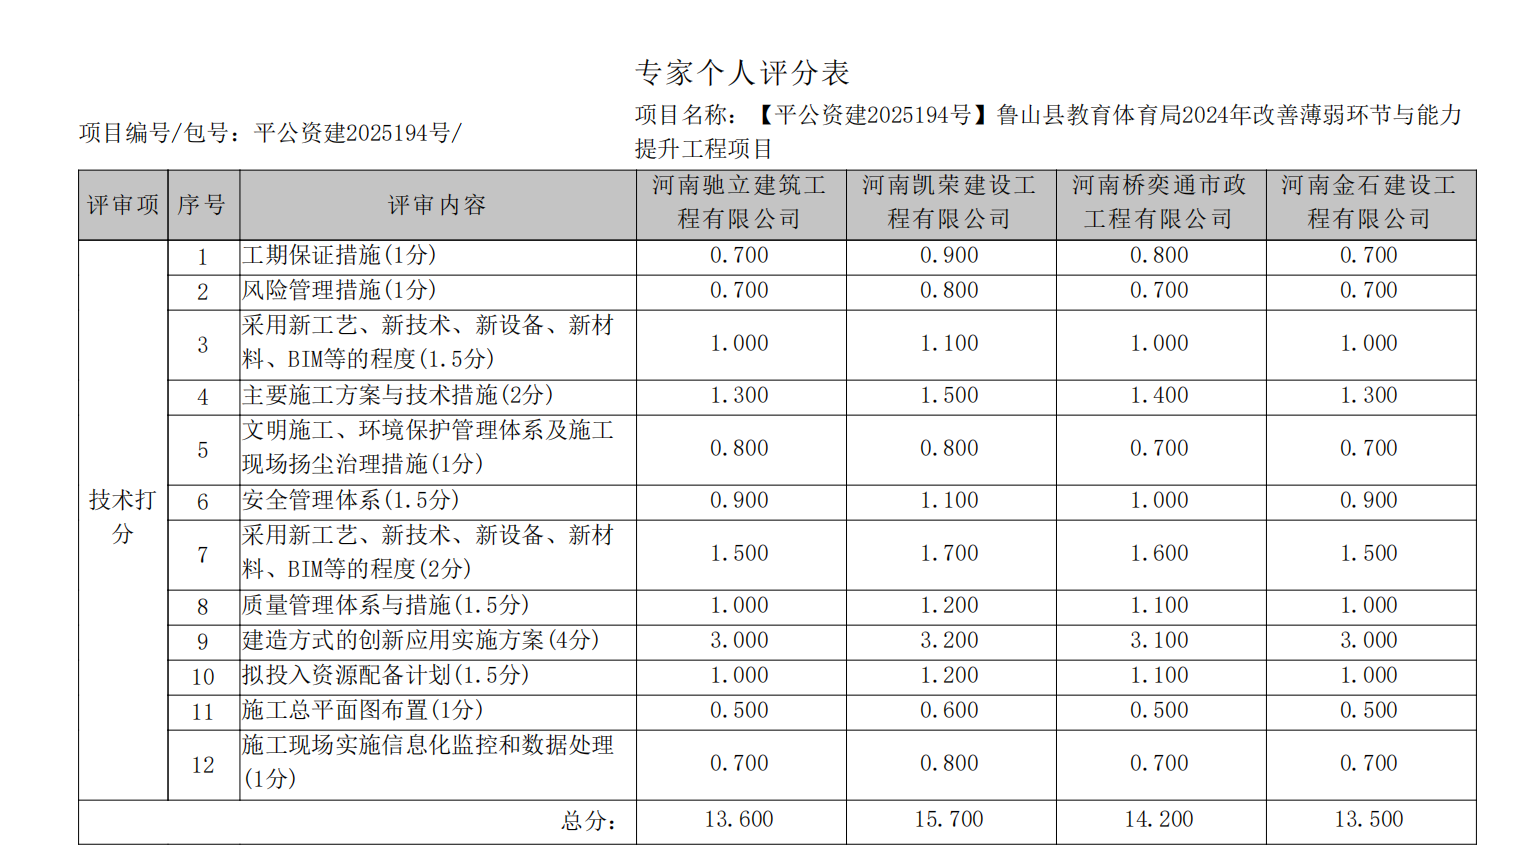 专家个人评分表
项目编号/包号：平公资建2025194号/
项目名称：【平公资建2025194号】鲁山县教育体育局2024年改善薄弱环节与能力
提升工程项目
评审项 序号 评审内容 河南驰立建筑工 河南凯荣建设工 河南桥奕通市政 河南金石建设工
程有限公司 程有限公司 工程有限公司 程有限公司
技术打
分
1 工期保证措施(1分) 0.700 0.900 0.800 0.700
2 风险管理措施(1分) 0.700 0.800 0.700 0.700
3 采用新工艺、新技术、新设备、新材
料、BIM等的程度(1.5分) 1.000 1.100 1.000 1.000
4 主要施工方案与技术措施(2分) 1.300 1.500 1.400 1.300
5 文明施工、环境保护管理体系及施工
现场扬尘治理措施(1分) 0.800 0.800 0.700 0.700
6 安全管理体系(1.5分) 0.900 1.100 1.000 0.900
7 采用新工艺、新技术、新设备、新材
料、BIM等的程度(2分) 1.500 1.700 1.600 1.500
8 质量管理体系与措施(1.5分) 1.000 1.200 1.100 1.000
9 建造方式的创新应用实施方案(4分) 3.000 3.200 3.100 3.000
10 拟投入资源配备计划(1.5分) 1.000 1.200 1.100 1.000
11 施工总平面图布置(1分) 0.500 0.600 0.500 0.500
12 施工现场实施信息化监控和数据处理
(1分) 0.700 0.800 0.700 0.700
总分： 13.600 15.700 14.200 13.500